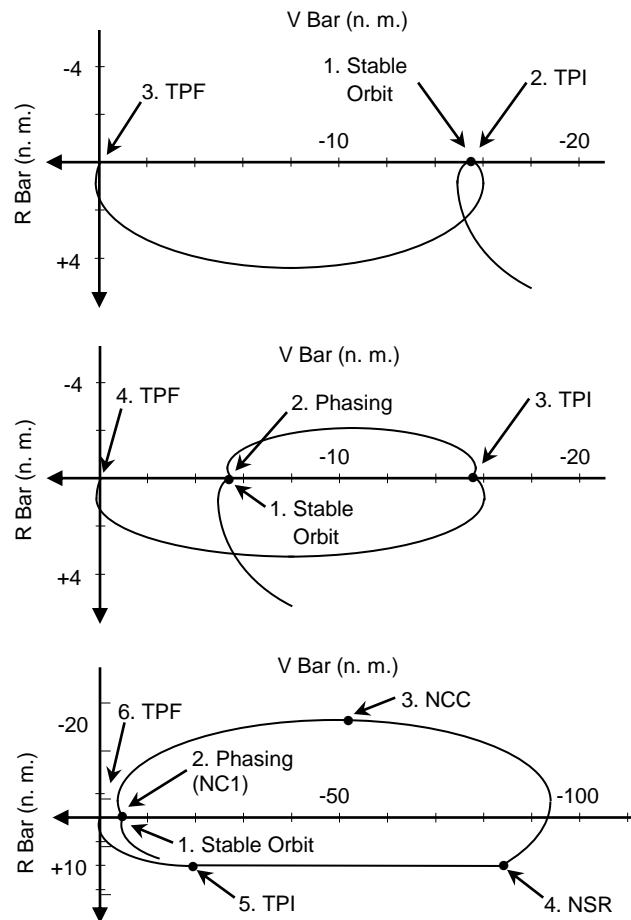 V Bar (n. m.)
-4
1. Stable
Orbit
2. TPI
3. TPF
-10
-20
R Bar (n. m.)
+4
V Bar (n. m.)
-4
4. TPF
2. Phasing
3. TPI
-10
-20
1. Stable
Orbit
R Bar (n. m.)
+4
V Bar (n. m.)
-20
6. TPF
3. NCC
2. Phasing
(NC1)
-50
-100
1. Stable Orbit
R Bar (n. m.)
+10
5. TPI
4. NSR